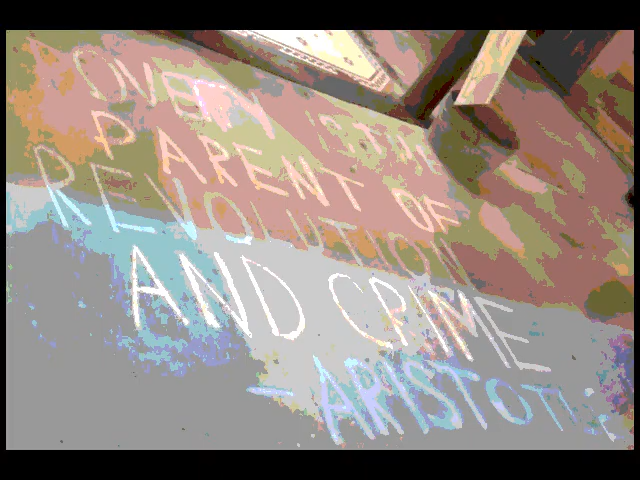 IS THE
PARENT OF
REVOLUTION
AND CRIME
-ARISTOTLE